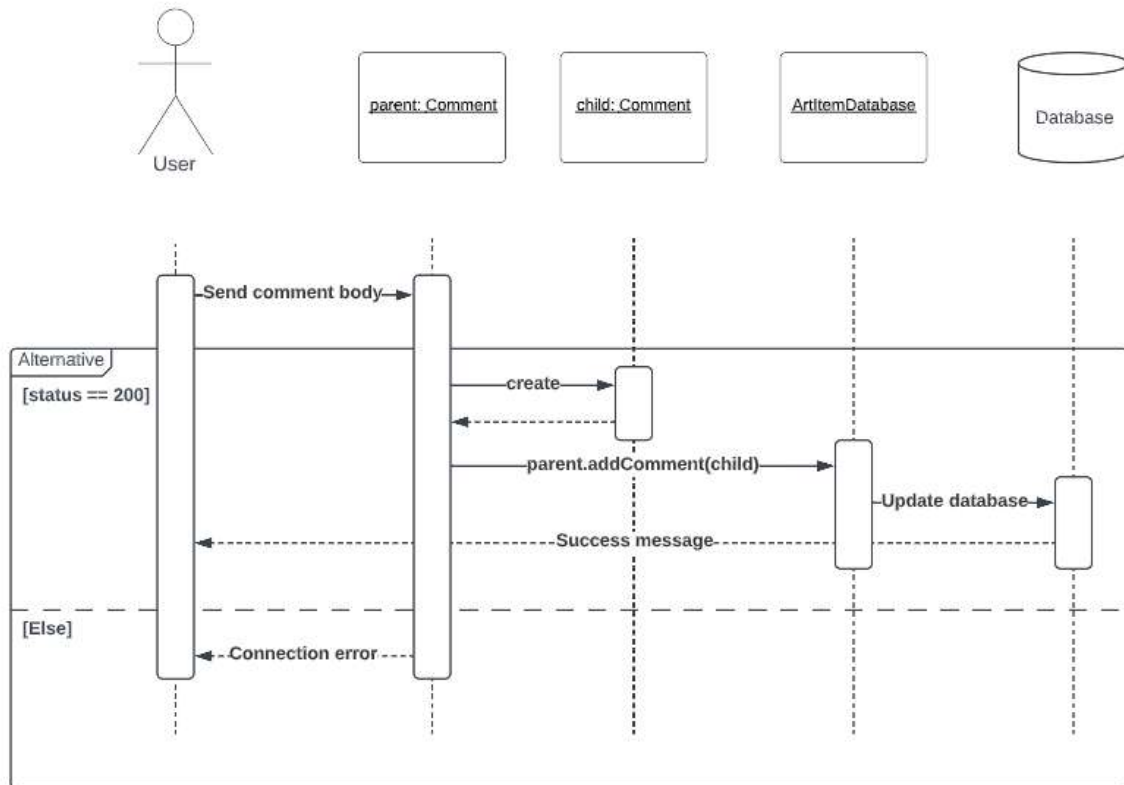 User
parent: Comment
child: Comment
ArtItemDatabase
Database
Send comment body
Alternative
[status == 200]
create
parent.addComment(child)
Update database
Success message
[Else]
Connection error